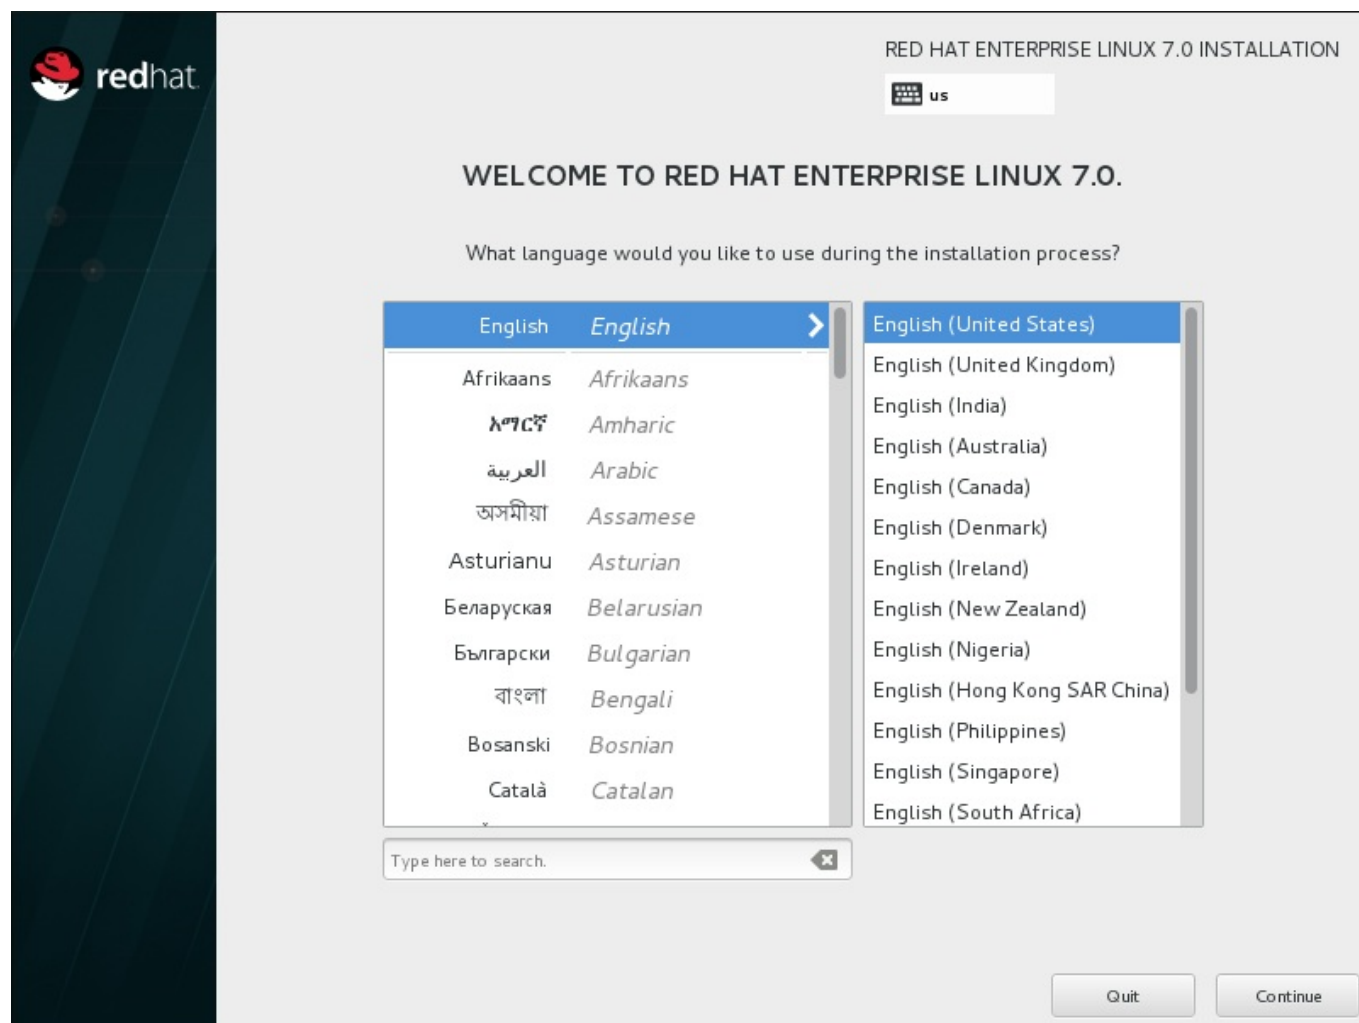 redhat.
RED HAT ENTERPRISE LINUX 7.0 INSTALLATION
us
WELCOME TO RED HAT ENTERPRISE LINUX 7.0.
What language would you like to use during the installation process?
English English
Afrikaans Afrikaans
አማርኛ Amharic
العربية Arabic
অসমীয়া Assamese
Asturianu Asturian
Беларуская Belarusian
Български Bulgarian
বাংলা Bengali
Bosanski Bosnian
Català Catalan
English (United States)
English (United Kingdom)
English (India)
English (Australia)
English (Canada)
English (Denmark)
English (Ireland)
English (New Zealand)
English (Nigeria)
English (Hong Kong SAR China)
English (Philippines)
English (Singapore)
English (South Africa)
Type here to search.
Quit Continue